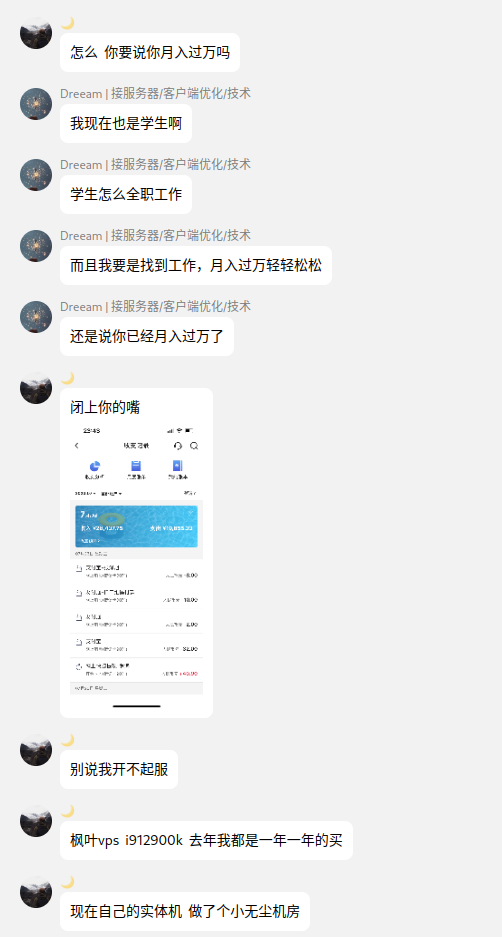 🌙
怎么 你要说你月入过万吗
Dreeam | 接服务器/客户端优化/技术
我现在也是学生啊
Dreeam | 接服务器/客户端优化/技术
学生怎么全职工作
Dreeam | 接服务器/客户端优化/技术
而且我要是找到工作，月入过万轻轻松松
Dreeam | 接服务器/客户端优化/技术
还是说你已经月入过万了
🌙
闭上你的嘴
23:43
🌙
别说我开不起服
🌙
枫叶vps i912900k 去年我都是一年一年的买
🌙
现在自己的实体机 做了个小无尘机房